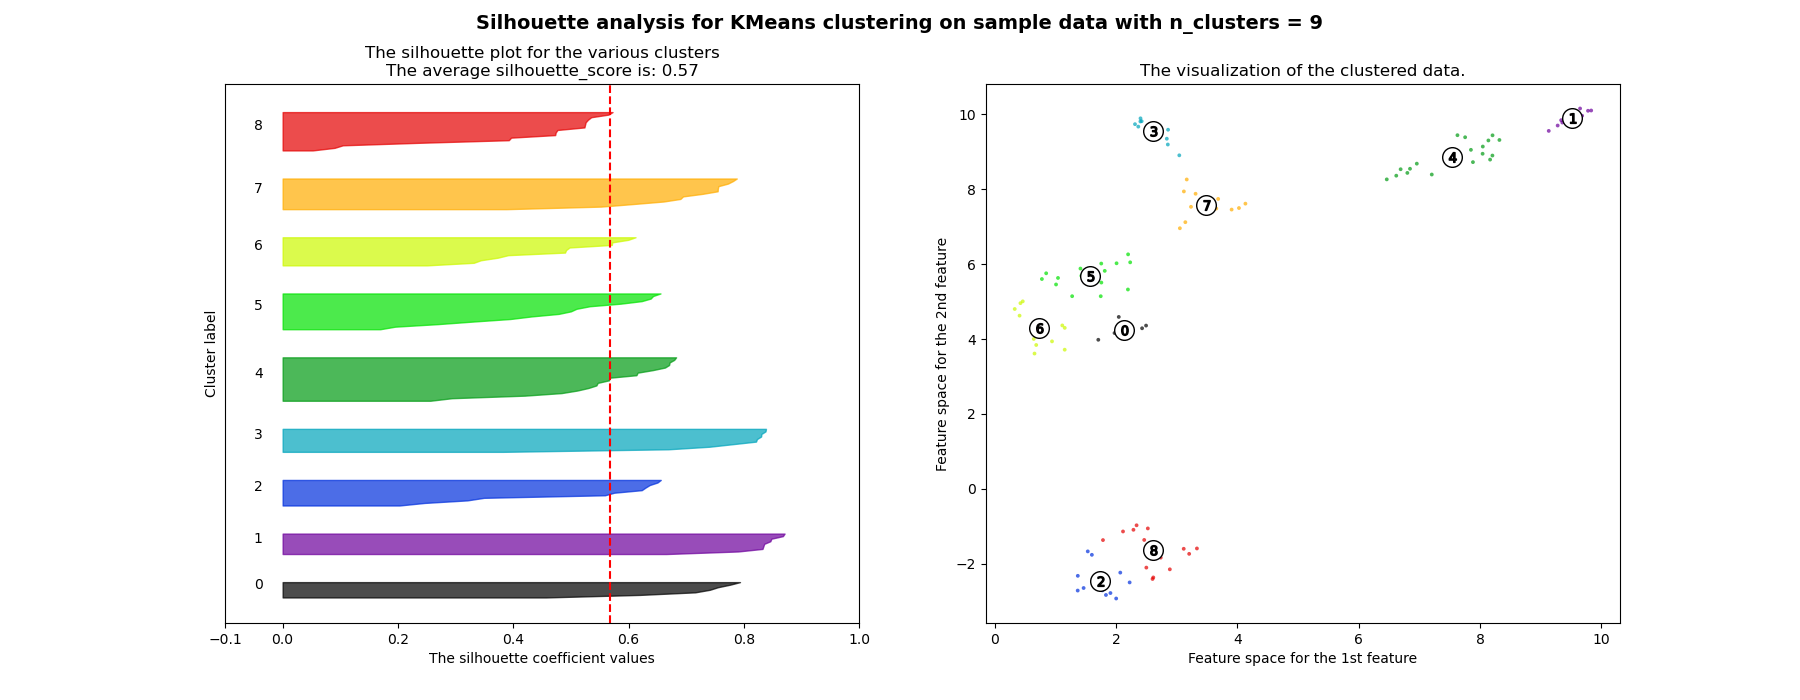 Silhouette analysis for KMeans clustering on sample data with n_clusters = 9
The silhouette plot for the various clusters
The average silhouette_score is: 0.57
8
7
6
5
4
3
2
1
0
Cluster label
−0.1 0.0 0.2 0.4 0.6 0.8 1.0
The silhouette coefficient values
The visualization of the clustered data.
10
8
6
4
2
0
−2
Feature space for the 2nd feature
1
3
4
7
5
6
0
8
2
0 2 4 6 8 10
Feature space for the 1st feature